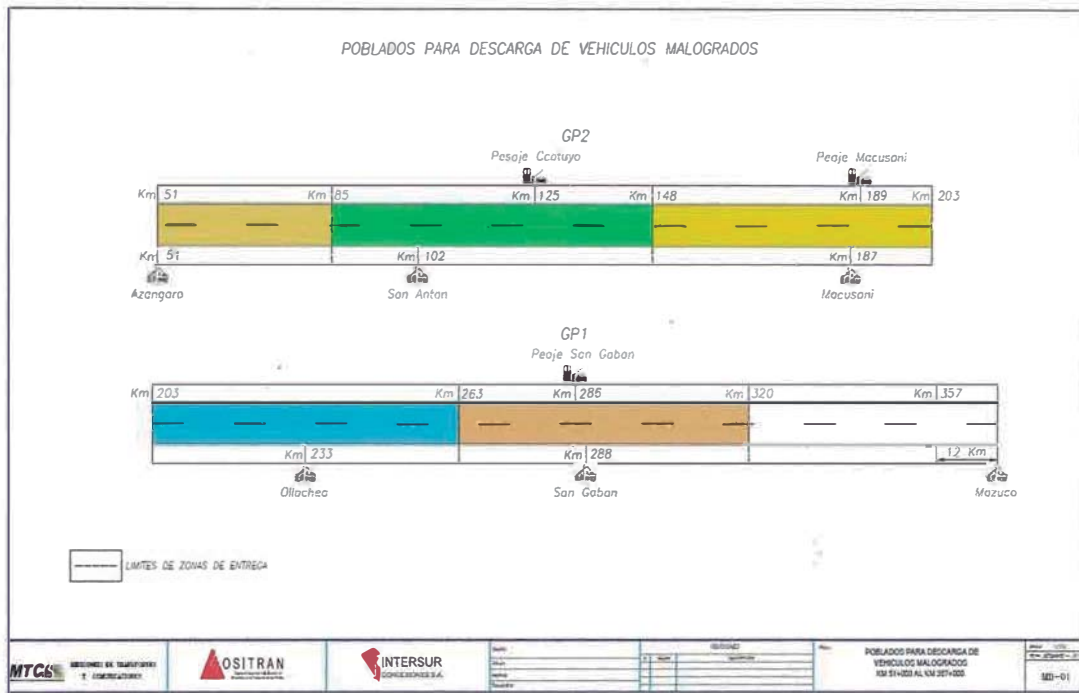 POBLADOS PARA DESCARGA DE VEHICULOS MALOGRADOS
GP2
Pesaje Ccatuyo
Peaje Macusani
Km 51
Km 85
Km 125
Km 148
Km 189
Km 203
Km 51
Km 102
Km 187
Azangaro
San Anton
Macusani
GP1
Peaje San Gaban
Km 203
Km 263
Km 286
Km 320
Km 357
Km 233
Km 288
12 Km
Ollachea
San Gaban
Mazuco
LIMITES DE ZONAS DE ENTREGA
MTC
OSITRAN
INTERSUR
CONCESIONES S.A.
POBLADOS PARA DESCARGA DE
VEHICULOS MALOGRADOS
MD-01